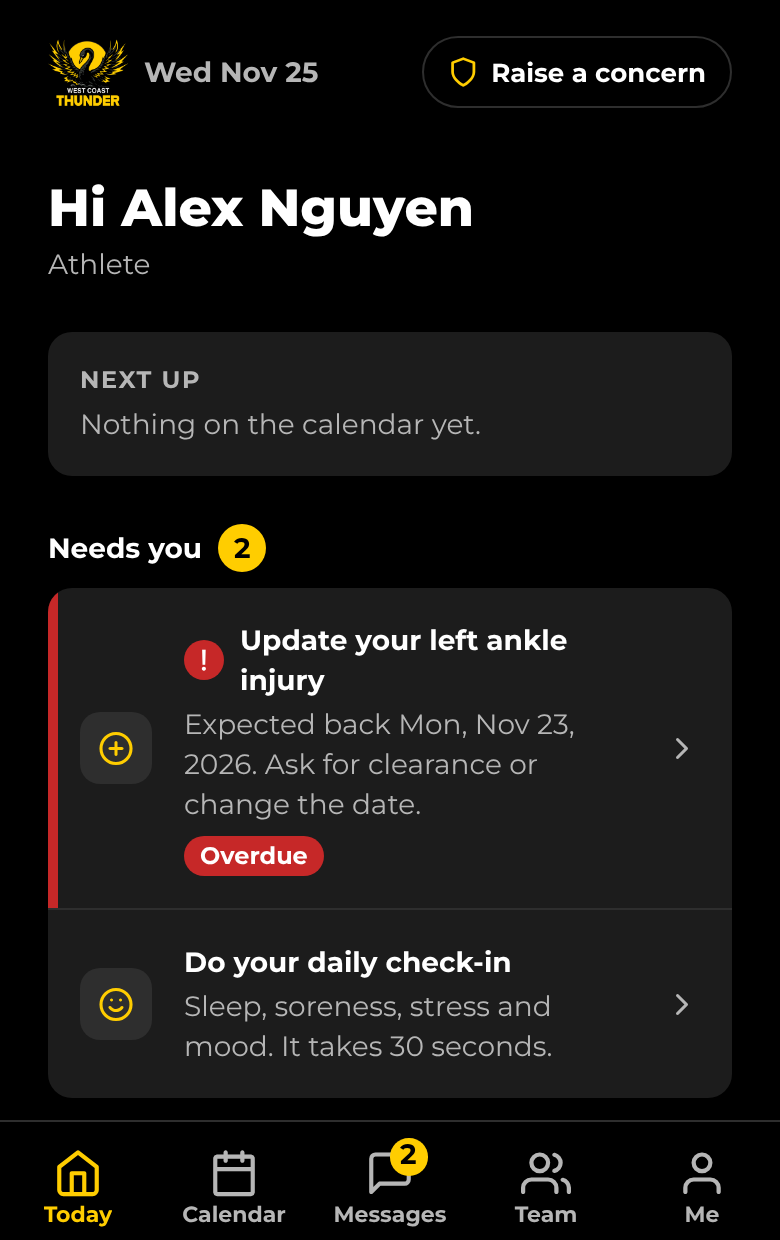 WEST COAST
THUNDER
Wed Nov 25
Raise a concern
Hi Alex Nguyen
Athlete
NEXT UP
Nothing on the calendar yet.
Needs you 2
! Update your left ankle
injury
Expected back Mon, Nov 23,
2026. Ask for clearance or
change the date.
Overdue
Do your daily check-in
Sleep, soreness, stress and
mood. It takes 30 seconds.
2
Today Calendar Messages Team Me